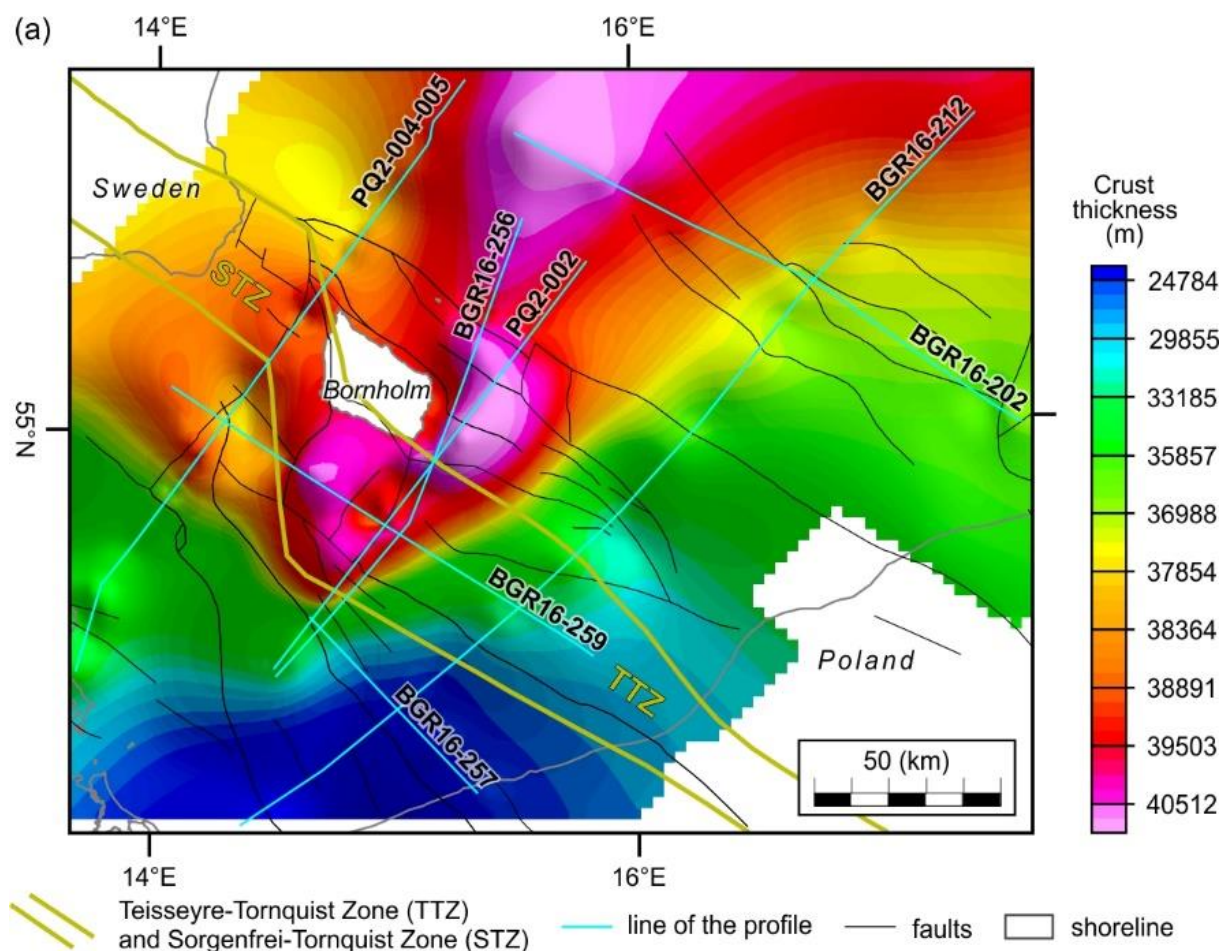 (a)
14°E
16°E
Sweden
PQ2-004-005
BGR16-212
STZ
BGR16-256
PQ2-002
Bornholm
BGR16-202
55°N
BGR16-259
Poland
TTZ
BGR16-257
50 (km)
14°E
16°E
Crust
thickness
(m)
24784
29855
33185
35857
36988
37854
38364
38891
39503
40512
Teisseyre-Tornquist Zone (TTZ)
and Sorgenfrei-Tornquist Zone (STZ)
line of the profile
faults
shoreline